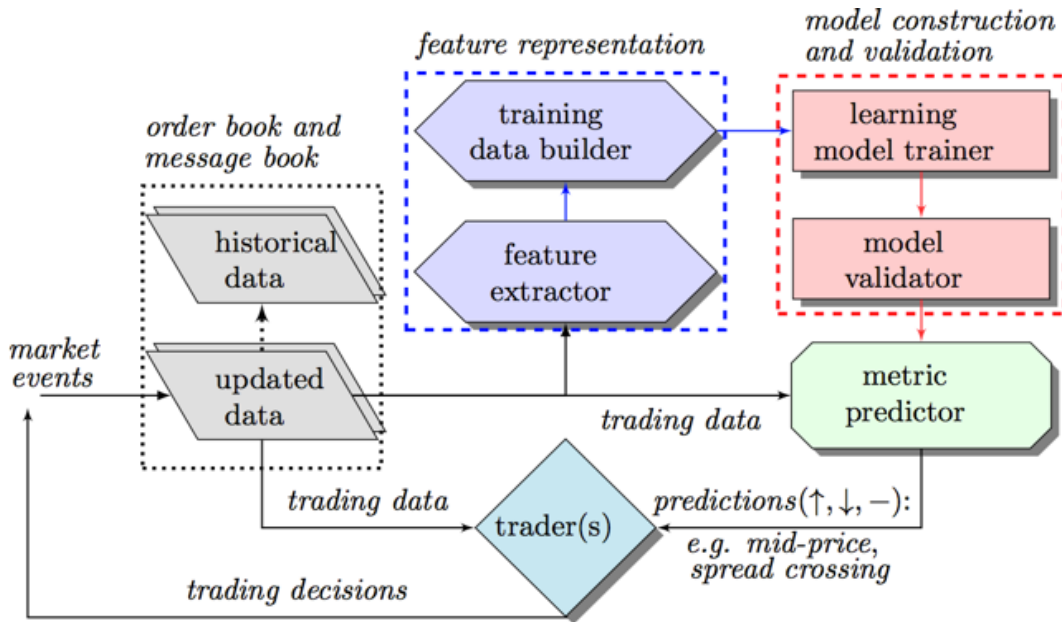 feature representation
model construction
and validation
order book and
message book
training
data builder
learning
model trainer
historical
data
feature
extractor
model
validator
market
events
updated
data
trading data
metric
predictor
trading data
trader(s)
predictions(↑, ↓, −):
e.g. mid-price,
spread crossing
trading decisions